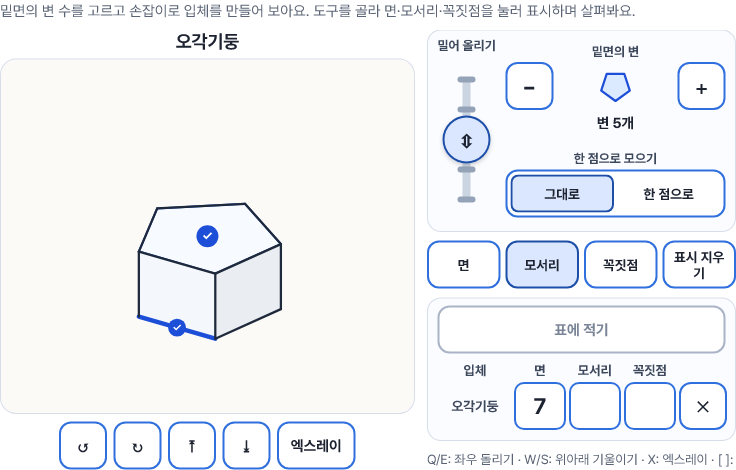 밑면의 변 수를 고르고 손잡이로 입체를 만들어 보아요. 도구를 골라 면·모서리·꼭짓점을 눌러 표시하며 살펴봐요.
오각기둥
밀어 올리기
밑면의 변
−
+
변 5개
한 점으로 모으기
그대로
한 점으로
면
모서리
꼭짓점
표시 지우
기
표에 적기
입체
면
모서리
꼭짓점
오각기둥
7
×
↺
↻
⤒
⤓
엑스레이
Q/E: 좌우 돌리기 · W/S: 위아래 기울이기 · X: 엑스레이 · [ ]: